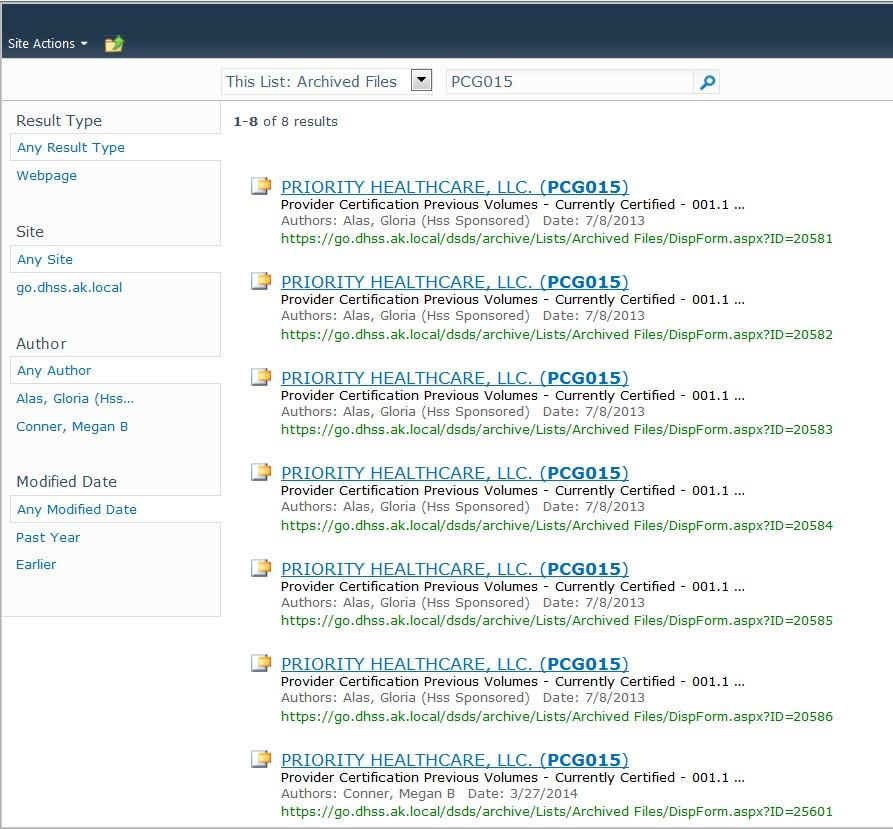 Site Actions
This List: Archived Files
PCG015
Result Type
Any Result Type
Webpage
Site
Any Site
go.dhss.ak.local
Author
Any Author
Alas, Gloria (Hss...
Conner, Megan B
Modified Date
Any Modified Date
Past Year
Earlier
1-8 of 8 results
PRIORITY HEALTHCARE, LLC. (PCG015)
Provider Certification Previous Volumes - Currently Certified - 001.1 ...
Authors: Alas, Gloria (Hss Sponsored) Date: 7/8/2013
https://go.dhss.ak.local/dsds/archive/Lists/Archived Files/DispForm.aspx?ID=20581
PRIORITY HEALTHCARE, LLC. (PCG015)
Provider Certification Previous Volumes - Currently Certified - 001.1 ...
Authors: Alas, Gloria (Hss Sponsored) Date: 7/8/2013
https://go.dhss.ak.local/dsds/archive/Lists/Archived Files/DispForm.aspx?ID=20582
PRIORITY HEALTHCARE, LLC. (PCG015)
Provider Certification Previous Volumes - Currently Certified - 001.1 ...
Authors: Alas, Gloria (Hss Sponsored) Date: 7/8/2013
https://go.dhss.ak.local/dsds/archive/Lists/Archived Files/DispForm.aspx?ID=20583
PRIORITY HEALTHCARE, LLC. (PCG015)
Provider Certification Previous Volumes - Currently Certified - 001.1 ...
Authors: Alas, Gloria (Hss Sponsored) Date: 7/8/2013
https://go.dhss.ak.local/dsds/archive/Lists/Archived Files/DispForm.aspx?ID=20584
PRIORITY HEALTHCARE, LLC. (PCG015)
Provider Certification Previous Volumes - Currently Certified - 001.1 ...
Authors: Alas, Gloria (Hss Sponsored) Date: 7/8/2013
https://go.dhss.ak.local/dsds/archive/Lists/Archived Files/DispForm.aspx?ID=20585
PRIORITY HEALTHCARE, LLC. (PCG015)
Provider Certification Previous Volumes - Currently Certified - 001.1 ...
Authors: Alas, Gloria (Hss Sponsored) Date: 7/8/2013
https://go.dhss.ak.local/dsds/archive/Lists/Archived Files/DispForm.aspx?ID=20586
PRIORITY HEALTHCARE, LLC. (PCG015)
Provider Certification Previous Volumes - Currently Certified - 001.1 ...
Authors: Conner, Megan B Date: 3/27/2014
https://go.dhss.ak.local/dsds/archive/Lists/Archived Files/DispForm.aspx?ID=25601